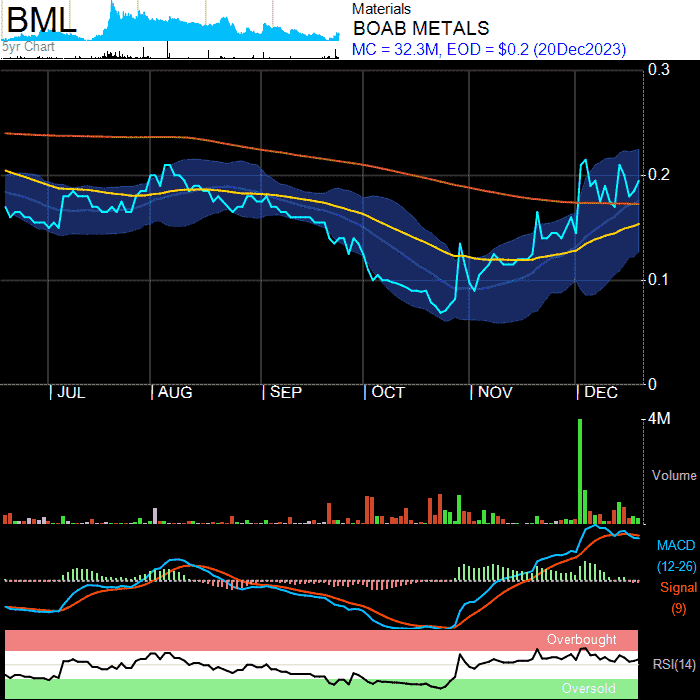 BML
5yr Chart
Materials
BOAB METALS
MC = 32.3M, EOD = $0.2 (20Dec2023)
0.3
0.2
0.1
0
JUL AUG SEP OCT NOV DEC
4M
Volume
MACD
(12-26)
Signal
(9)
Overbought
RSI(14)
Oversold